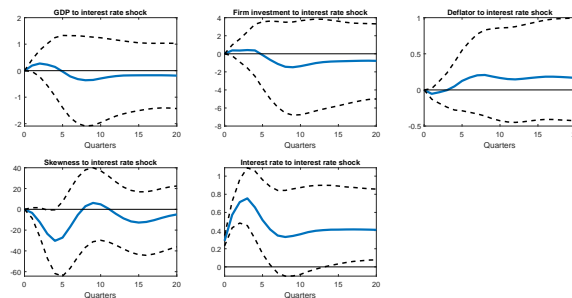 GDP to interest rate shock
2
1
0
-1
-2
0 5 10 15 20
Quarters
Firm investment to interest rate shock
4
2
0
-2
-4
-6
-8
0 5 10 15 20
Quarters
Deflator to interest rate shock
1
0.5
0
-0.5
0 5 10 15 20
Quarters
Skewness to interest rate shock
40
20
0
-20
-40
-60
0 5 10 15 20
Quarters
Interest rate to interest rate shock
1
0.8
0.6
0.4
0.2
0
0 5 10 15 20
Quarters